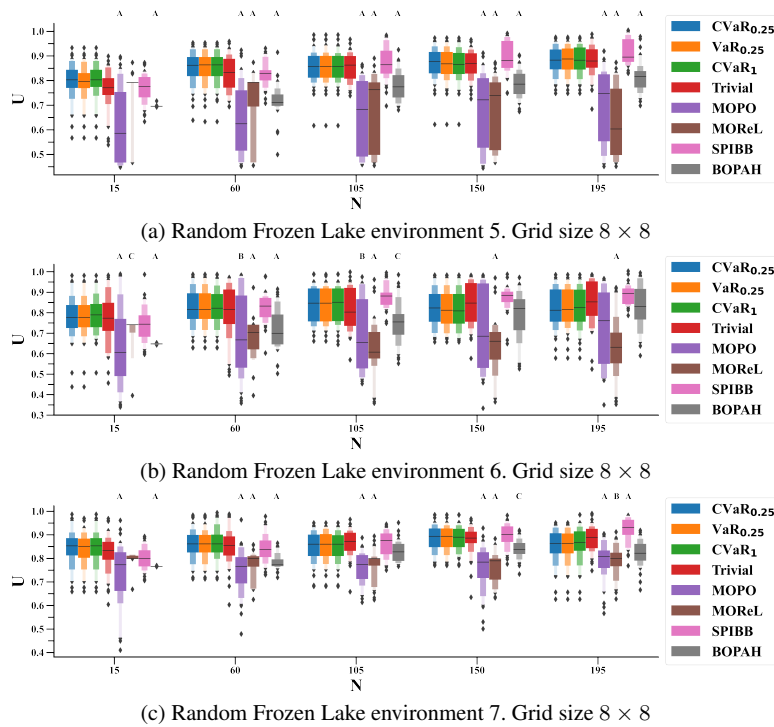 A A A A A A A A A A A
1.0
0.9
0.8
0.7
0.6
0.5
U
15 60 105 150 195
N
CVaR0.25
VaR0.25
CVaR1
Trivial
MOPO
MOReL
SPIBB
BOPAH
(a) Random Frozen Lake environment 5. Grid size 8 × 8
A C A B A A B A C A A
1.0
0.9
0.8
0.7
0.6
0.5
0.4
0.3
U
15 60 105 150 195
N
CVaR0.25
VaR0.25
CVaR1
Trivial
MOPO
MOReL
SPIBB
BOPAH
(b) Random Frozen Lake environment 6. Grid size 8 × 8
A A A A A A A A A C A B A
1.0
0.9
0.8
0.7
0.6
0.5
0.4
U
15 60 105 150 195
N
CVaR0.25
VaR0.25
CVaR1
Trivial
MOPO
MOReL
SPIBB
BOPAH
(c) Random Frozen Lake environment 7. Grid size 8 × 8